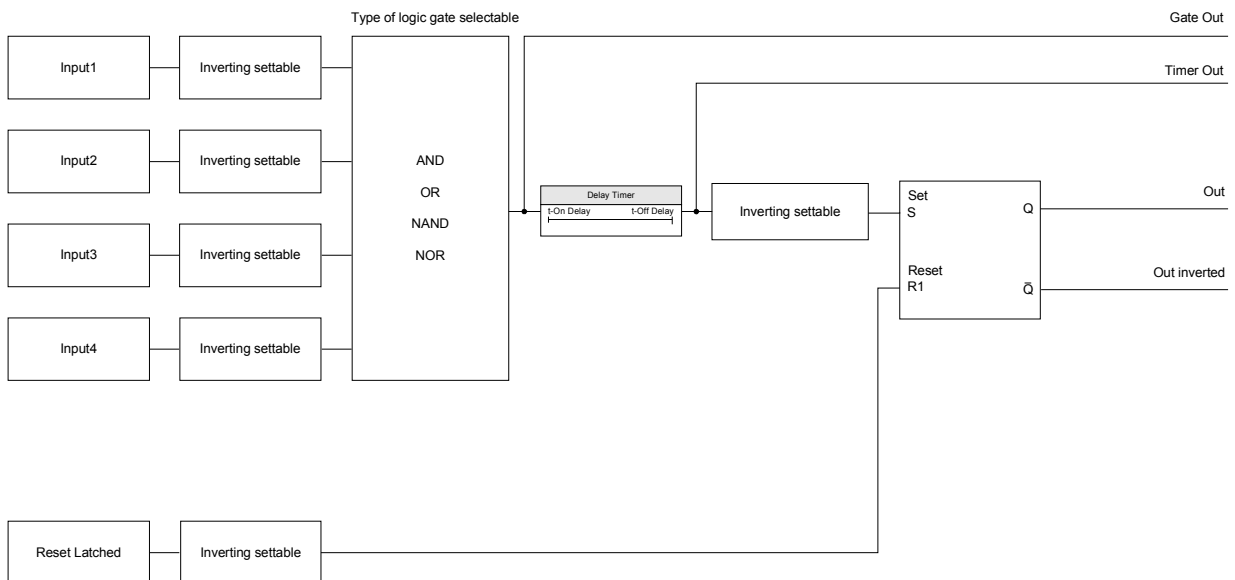 Type of logic gate selectable
Gate Out
Input1
Inverting settable
Timer Out
Input2
Inverting settable
AND
OR
NAND
NOR
Delay Timer
t-On Delay
t-Off Delay
Inverting settable
Set
S
Q
Out
Input3
Inverting settable
Reset
R1
Q̄
Out inverted
Input4
Inverting settable
Reset Latched
Inverting settable